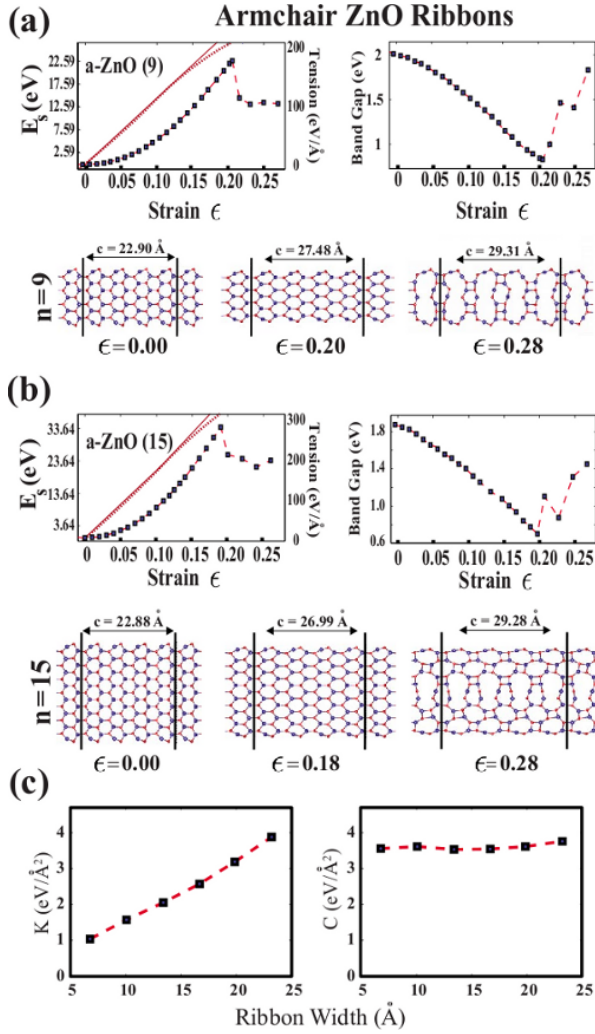 Armchair ZnO Ribbons
(a)
a-ZnO (9)
E_s (eV)
22.59
17.59
12.59
7.59
2.59
200
100
0
Tension (eV/Å)
0 0.05 0.10 0.15 0.20 0.25
Strain ϵ
Band Gap (eV)
2
1.5
1
0 0.05 0.10 0.15 0.20 0.25
Strain ϵ
n=9
c = 22.90 Å
c = 27.48 Å
c = 29.31 Å
ϵ=0.00
ϵ=0.20
ϵ=0.28
(b)
a-ZnO (15)
E_s (eV)
33.64
23.64
13.64
3.64
300
200
100
0
Tension (eV/Å)
0 0.05 0.10 0.15 0.20 0.25
Strain ϵ
Band Gap (eV)
1.8
1.4
1.0
0.6
0 0.05 0.10 0.15 0.20 0.25
Strain ϵ
n=15
c = 22.88 Å
c = 26.99 Å
c = 29.28 Å
ϵ=0.00
ϵ=0.18
ϵ=0.28
(c)
K (eV/Å²)
4
3
2
1
0
5 10 15 20 25
C (eV/Å²)
4
3
2
1
0
5 10 15 20 25
Ribbon Width (Å)